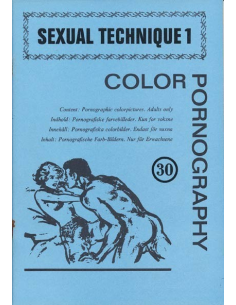 SEXUAL TECHNIQUE 1
COLOR
PORNOGRAPHY
Content: Pornographic colorpictures. Adults only
Indhold: Pornografiske farvebilleder. Kun for voksne
Innehåll: Pornografiska colorbilder. Endast för vuxna
Inhalt: Pornografische Farb-Bildern. Nur für Erwachsene
30